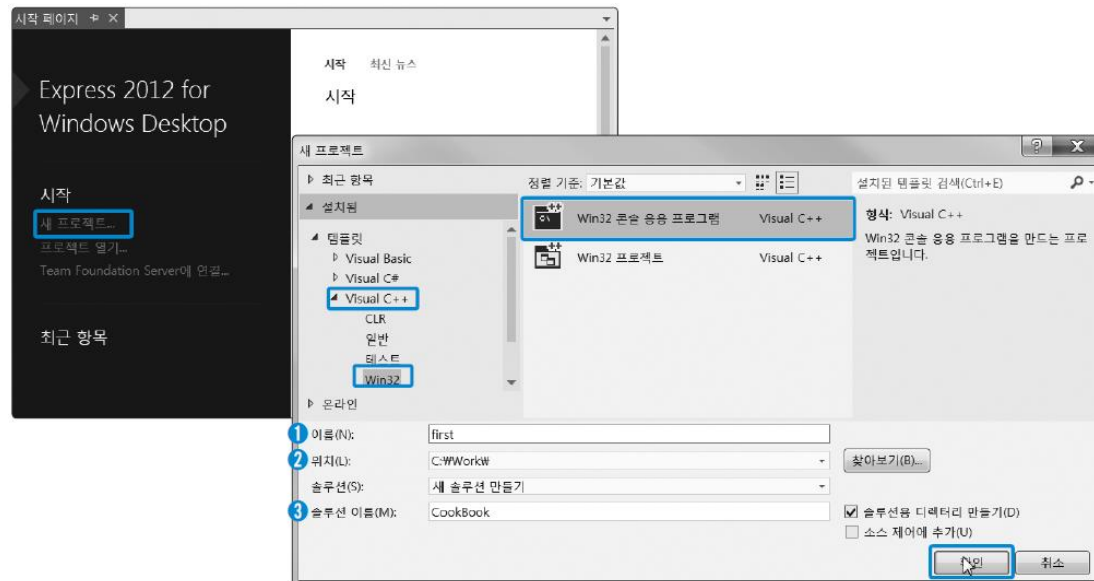 시작 페이지
Express 2012 for
Windows Desktop
시작
새 프로젝트...
프로젝트 열기...
Team Foundation Server에 연결...
최근 항목
시작 최신 뉴스
시작
새 프로젝트
최근 항목
설치됨
템플릿
Visual Basic
Visual C#
Visual C++
CLR
일반
테스트
Win32
온라인
정렬 기준: 기본값
Win32 콘솔 응용 프로그램 Visual C++
Win32 프로젝트 Visual C++
설치된 템플릿 검색(Ctrl+E)
형식: Visual C++
Win32 콘솔 응용 프로그램을 만드는 프로
젝트입니다.
1 이름(N): first
2 위치(L): C:₩Work₩ 찾아보기(B)...
솔루션(S): 새 솔루션 만들기
3 솔루션 이름(M): CookBook 솔루션용 디렉터리 만들기(D)
소스 제어에 추가(U)
확인 취소